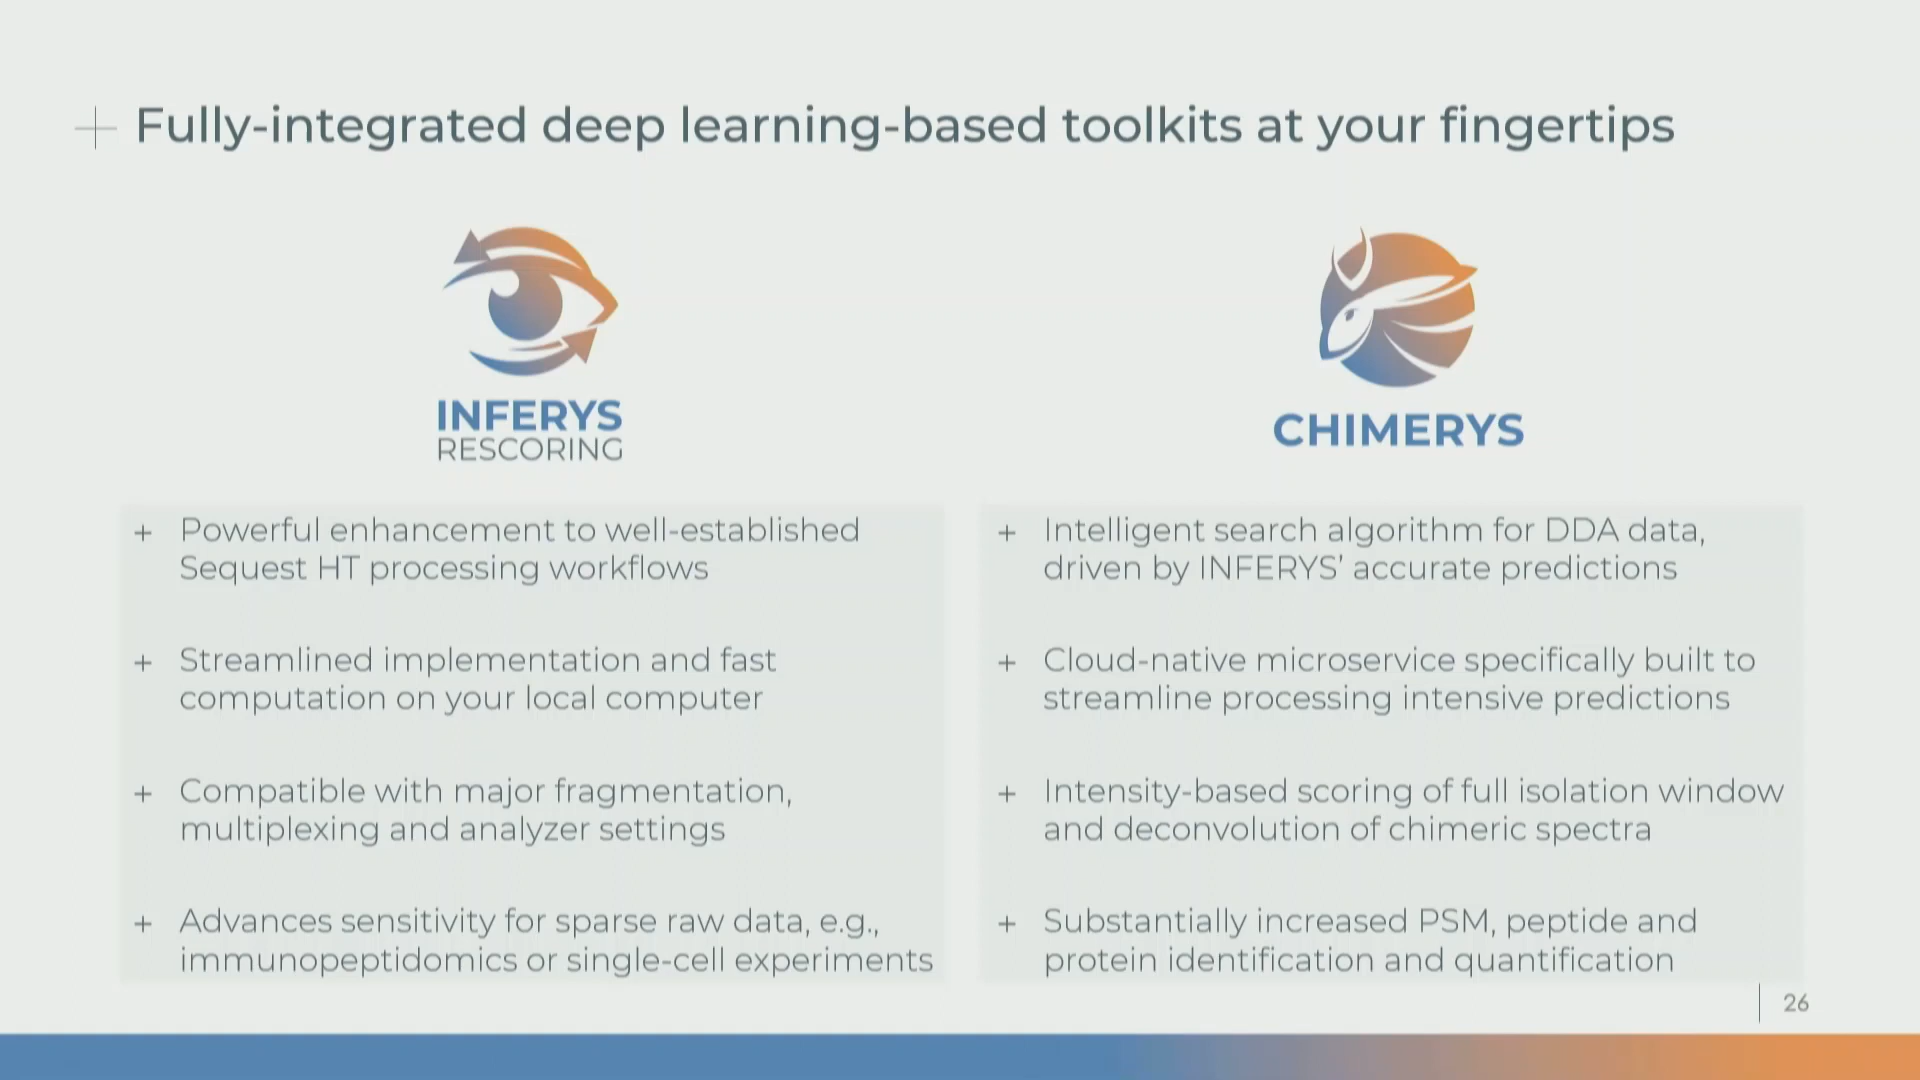 Fully-integrated deep learning-based toolkits at your fingertips
INFERYS
RESCORING
+ Powerful enhancement to well-established
Sequest HT processing workflows
+ Streamlined implementation and fast
computation on your local computer
+ Compatible with major fragmentation,
multiplexing and analyzer settings
+ Advances sensitivity for sparse raw data, e.g.,
immunopeptidomics or single-cell experiments
CHIMERYS
+ Intelligent search algorithm for DDA data,
driven by INFERYS’ accurate predictions
+ Cloud-native microservice specifically built to
streamline processing intensive predictions
+ Intensity-based scoring of full isolation window
and deconvolution of chimeric spectra
+ Substantially increased PSM, peptide and
protein identification and quantification
26